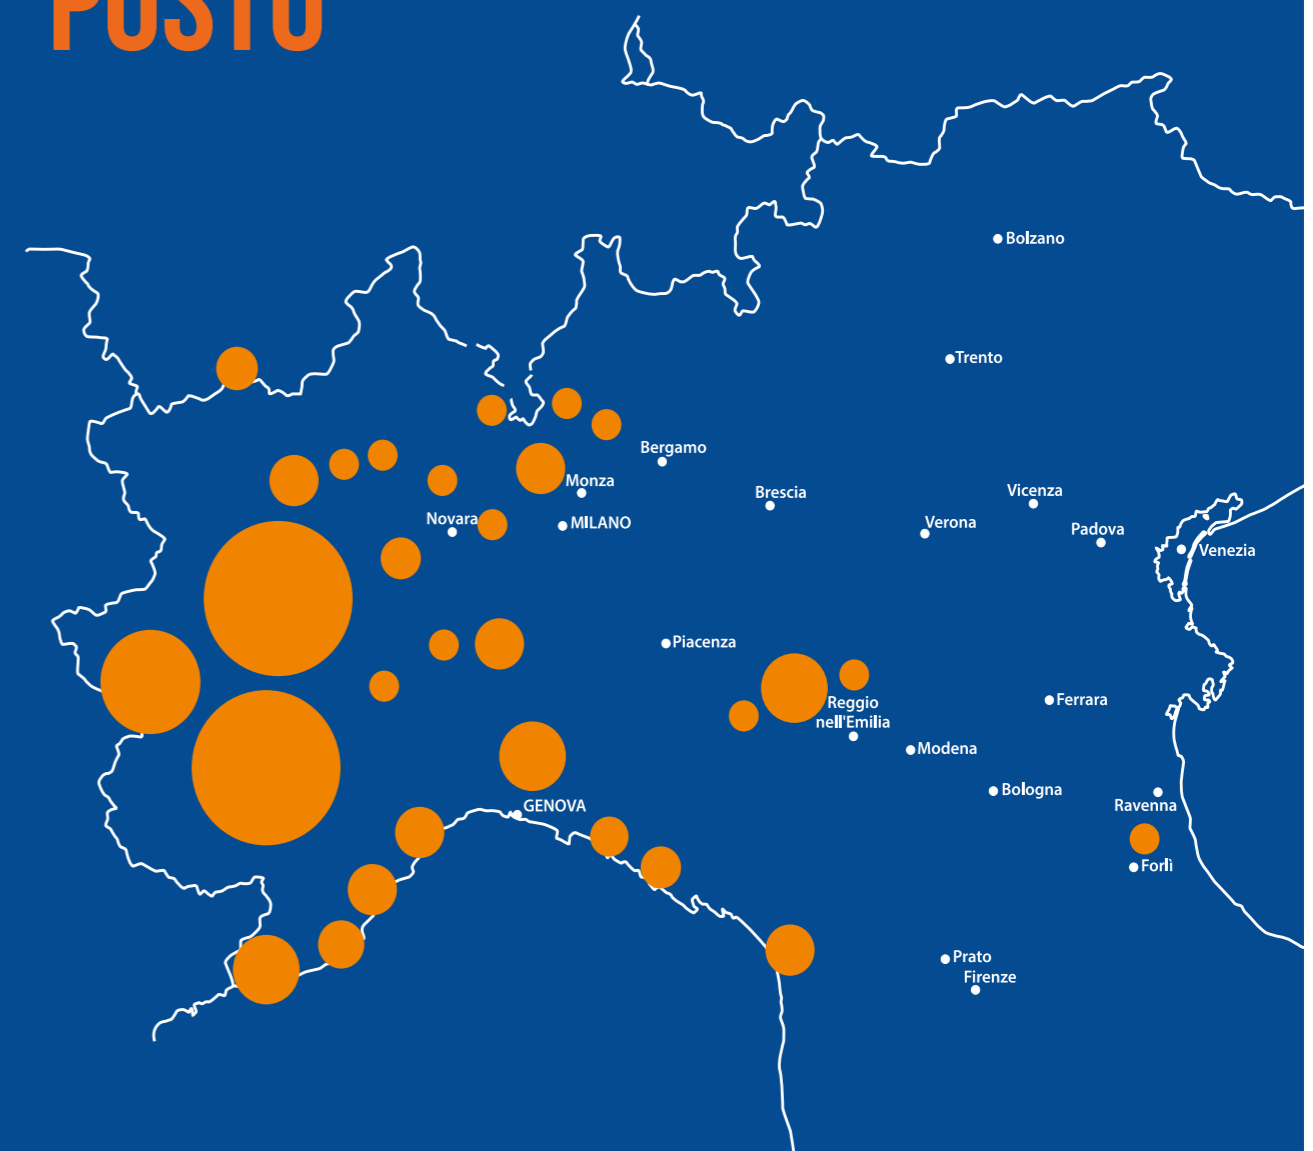 POSTO
Bolzano
Trento
Bergamo
Monza
Brescia
Vicenza
Novara
MILANO
Verona
Padova
Venezia
Piacenza
Reggio
nell'Emilia
Ferrara
Modena
Bologna
GENOVA
Ravenna
Forlì
Prato
Firenze